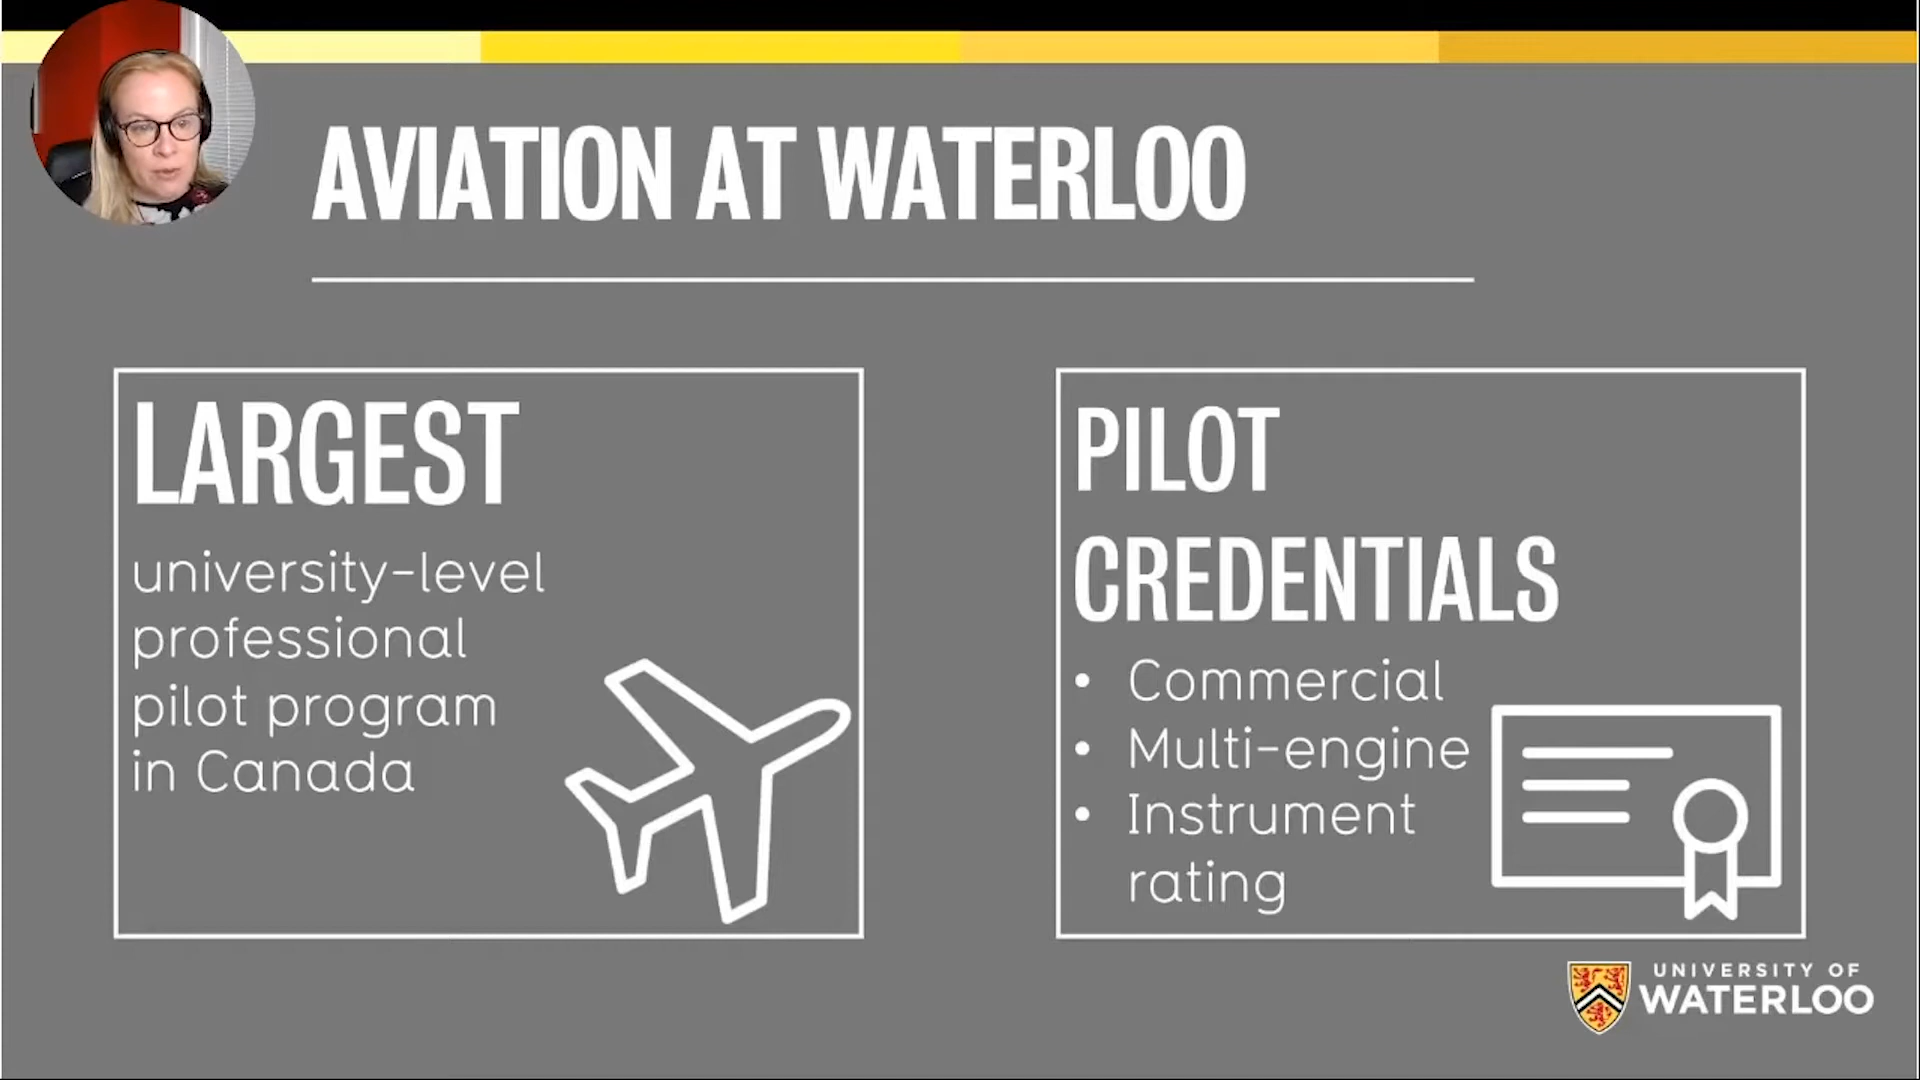 AVIATION AT WATERLOO
LARGEST
university-level
professional
pilot program
in Canada
PILOT
CREDENTIALS
• Commercial
• Multi-engine
• Instrument
rating
UNIVERSITY OF
WATERLOO